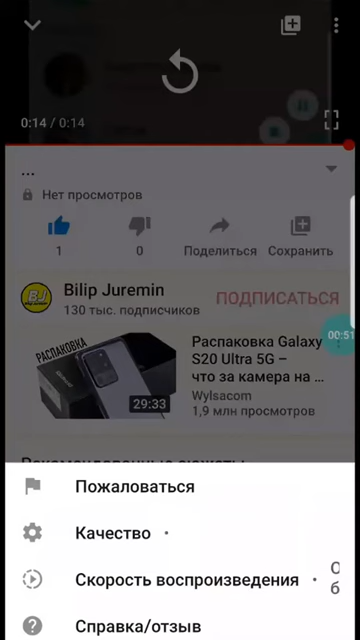 0:14 / 0:14
...
Нет просмотров
1
0
Поделиться
Сохранить
BJ
Bilip Juremin
130 тыс. подписчиков
ПОДПИСАТЬСЯ
00:51
РАСПАКОВКА
29:33
Распаковка Galaxy
S20 Ultra 5G –
что за камера на ...
Wylsacom
1,9 млн просмотров
Пожаловаться
Качество •
Скорость воспроизведения •
Справка/отзыв